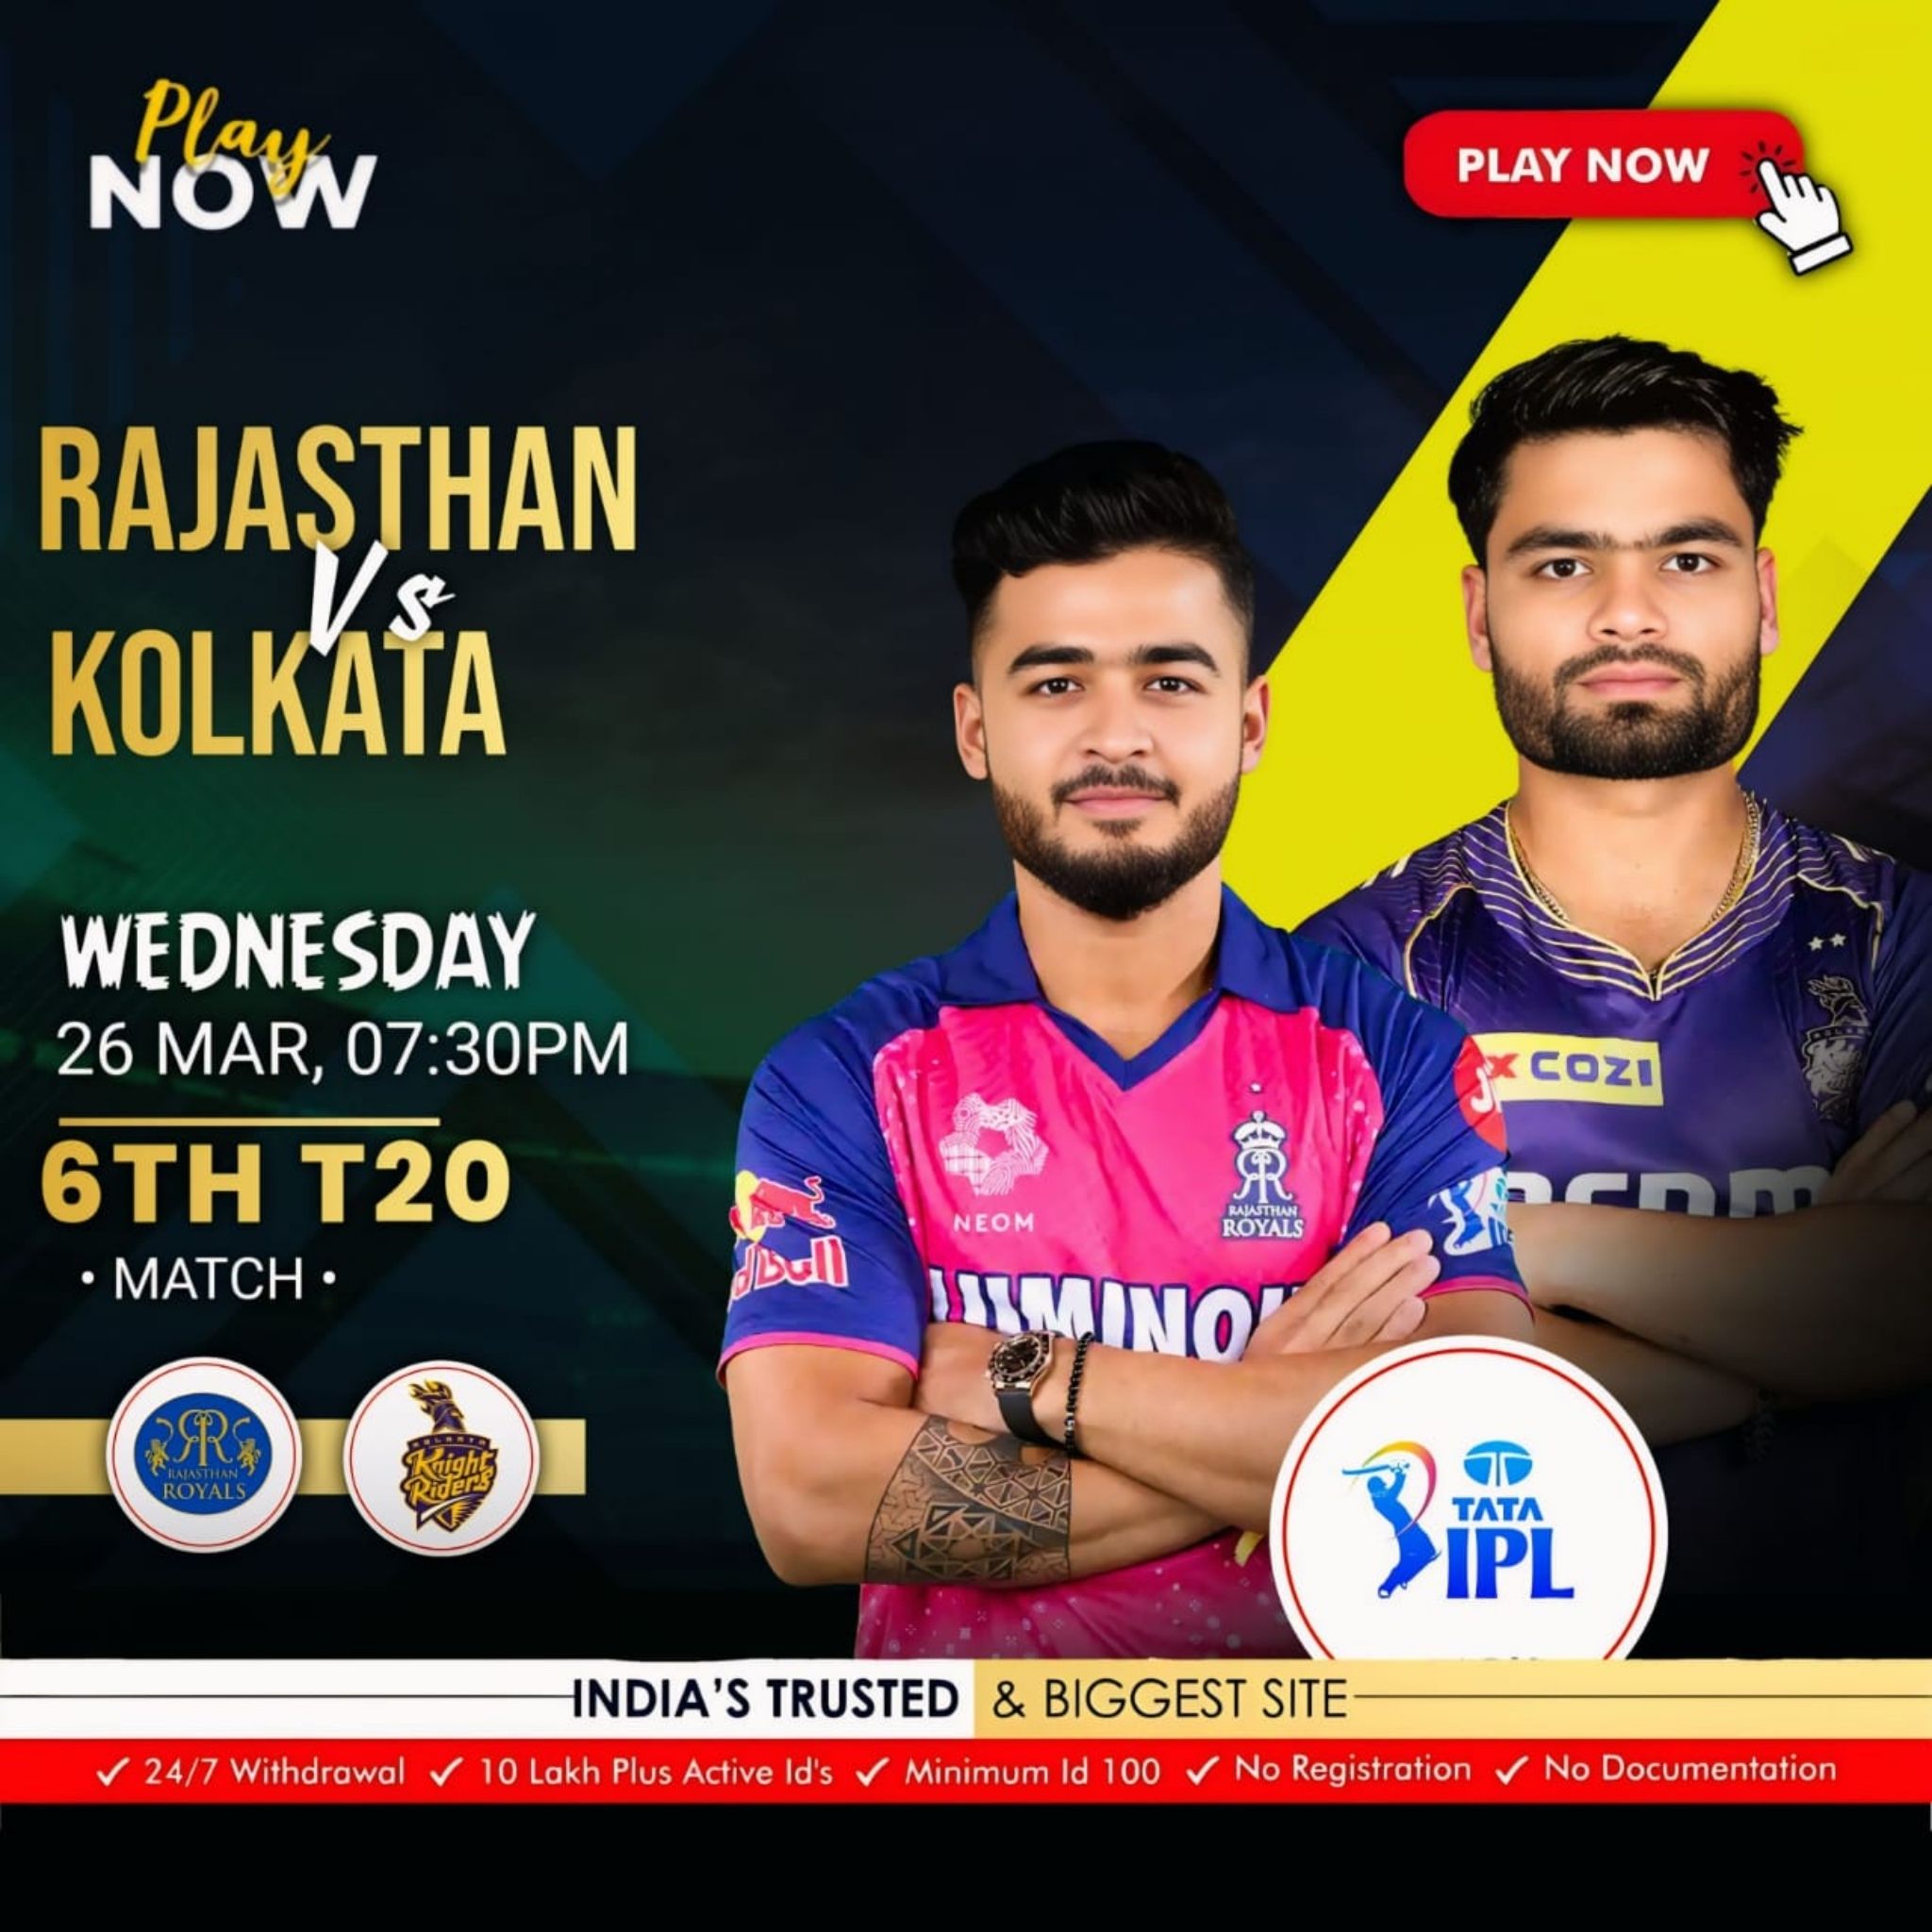 Play
NOW
PLAY NOW
RAJASTHAN
Vs
KOLKATA
WEDNESDAY
26 MAR, 07:30PM
6TH T20
• MATCH •
RAJASTHAN
ROYALS
KOLKATA
Knight
Riders
NEOM
RAJASTHAN
ROYALS
COZI
Bull
TATA
IPL
INDIA'S TRUSTED & BIGGEST SITE
✓ 24/7 Withdrawal ✓ 10 Lakh Plus Active Id's ✓ Minimum Id 100 ✓ No Registration ✓ No Documentation